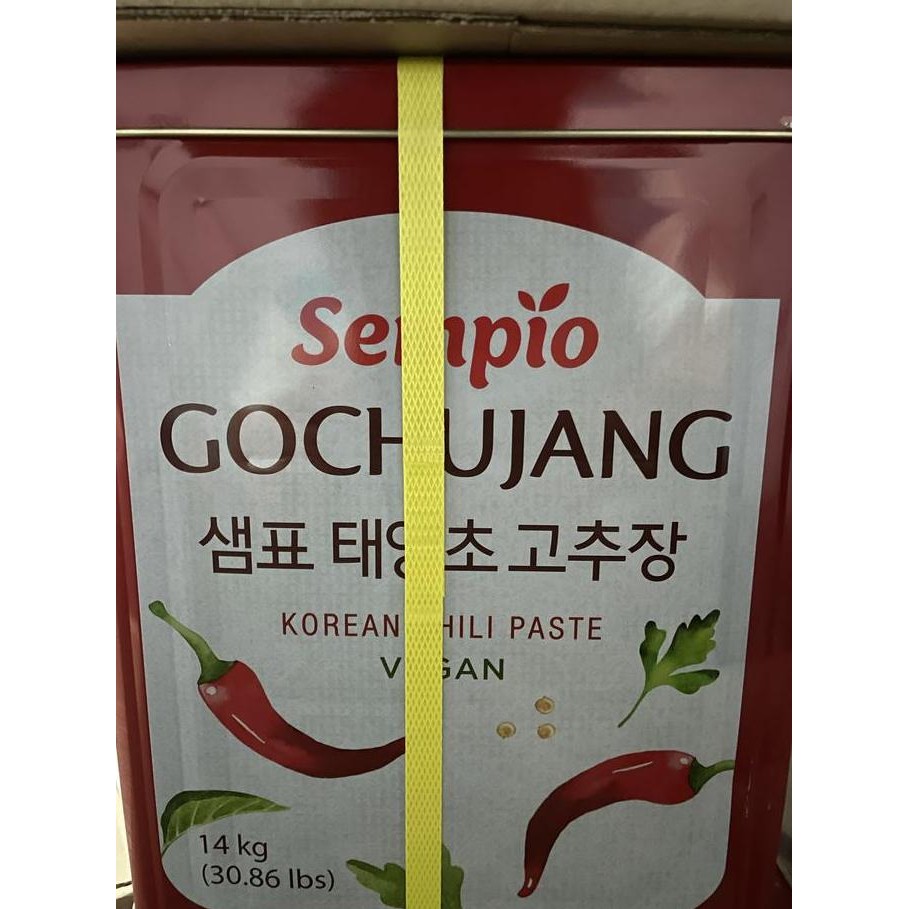 Sempio
GOCHUJANG
샘표 태양초 고추장
KOREAN CHILI PASTE
VEGAN
14 kg
(30.86 lbs)